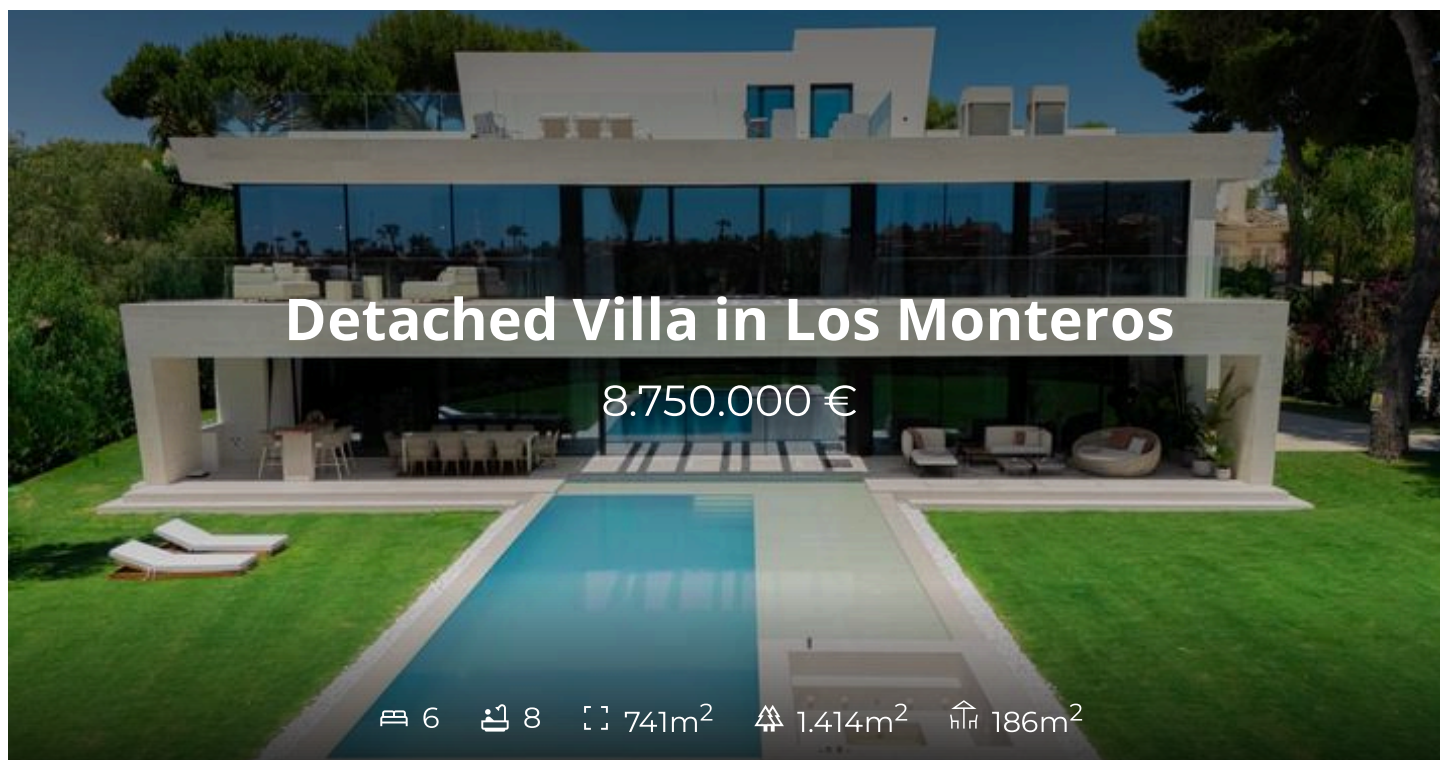 Detached Villa in Los Monteros
8.750.000 €
6 8 741m² 1.414m² 186m²